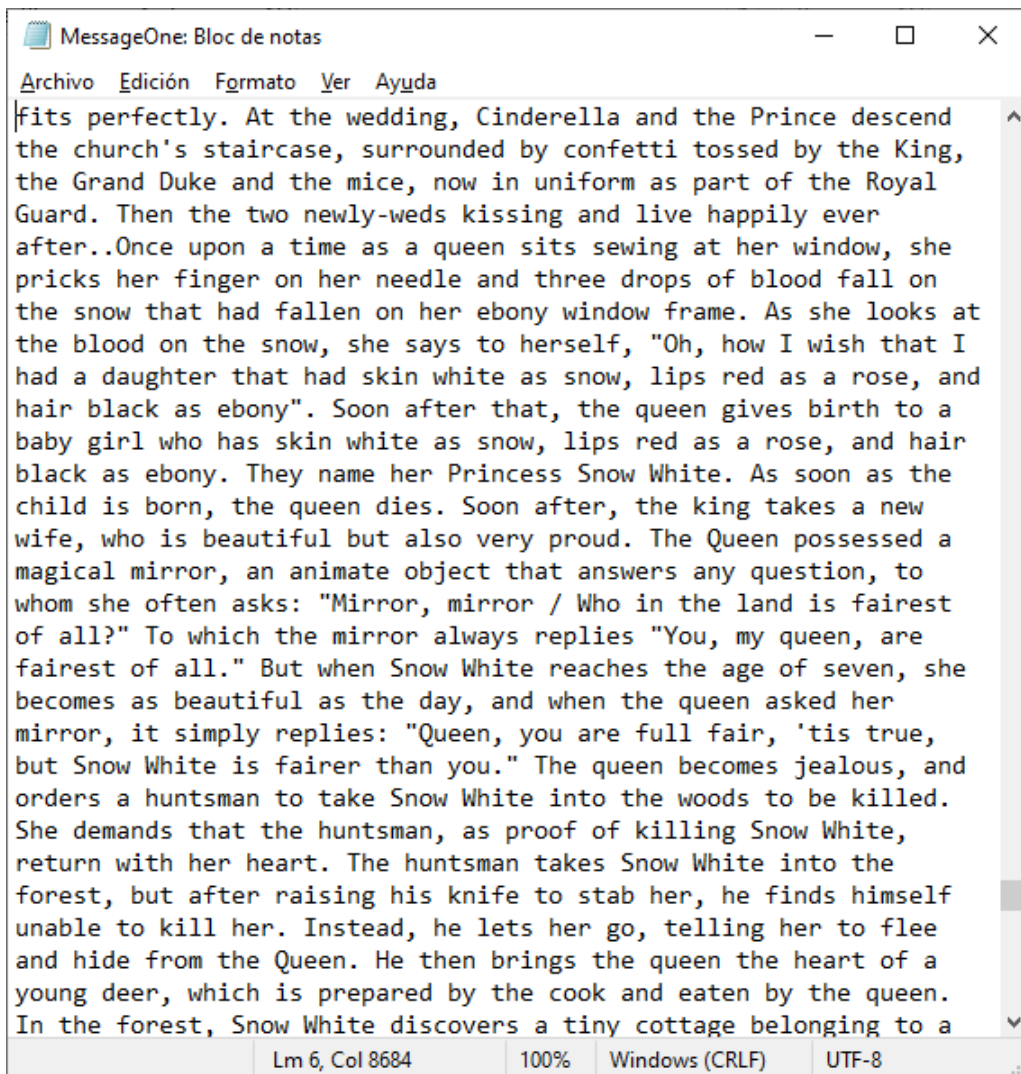 MessageOne: Bloc de notas
Archivo Edición Formato Ver Ayuda
fits perfectly. At the wedding, Cinderella and the Prince descend
the church's staircase, surrounded by confetti tossed by the King,
the Grand Duke and the mice, now in uniform as part of the Royal
Guard. Then the two newly-weds kissing and live happily ever
after..Once upon a time as a queen sits sewing at her window, she
pricks her finger on her needle and three drops of blood fall on
the snow that had fallen on her ebony window frame. As she looks at
the blood on the snow, she says to herself, "Oh, how I wish that I
had a daughter that had skin white as snow, lips red as a rose, and
hair black as ebony". Soon after that, the queen gives birth to a
baby girl who has skin white as snow, lips red as a rose, and hair
black as ebony. They name her Princess Snow White. As soon as the
child is born, the queen dies. Soon after, the king takes a new
wife, who is beautiful but also very proud. The Queen possessed a
magical mirror, an animate object that answers any question, to
whom she often asks: "Mirror, mirror / Who in the land is fairest
of all?" To which the mirror always replies "You, my queen, are
fairest of all." But when Snow White reaches the age of seven, she
becomes as beautiful as the day, and when the queen asked her
mirror, it simply replies: "Queen, you are full fair, 'tis true,
but Snow White is fairer than you." The queen becomes jealous, and
orders a huntsman to take Snow White into the woods to be killed.
She demands that the huntsman, as proof of killing Snow White,
return with her heart. The huntsman takes Snow White into the
forest, but after raising his knife to stab her, he finds himself
unable to kill her. Instead, he lets her go, telling her to flee
and hide from the Queen. He then brings the queen the heart of a
young deer, which is prepared by the cook and eaten by the queen.
In the forest, Snow White discovers a tiny cottage belonging to a
Lm 6, Col 8684 100% Windows (CRLF) UTF-8